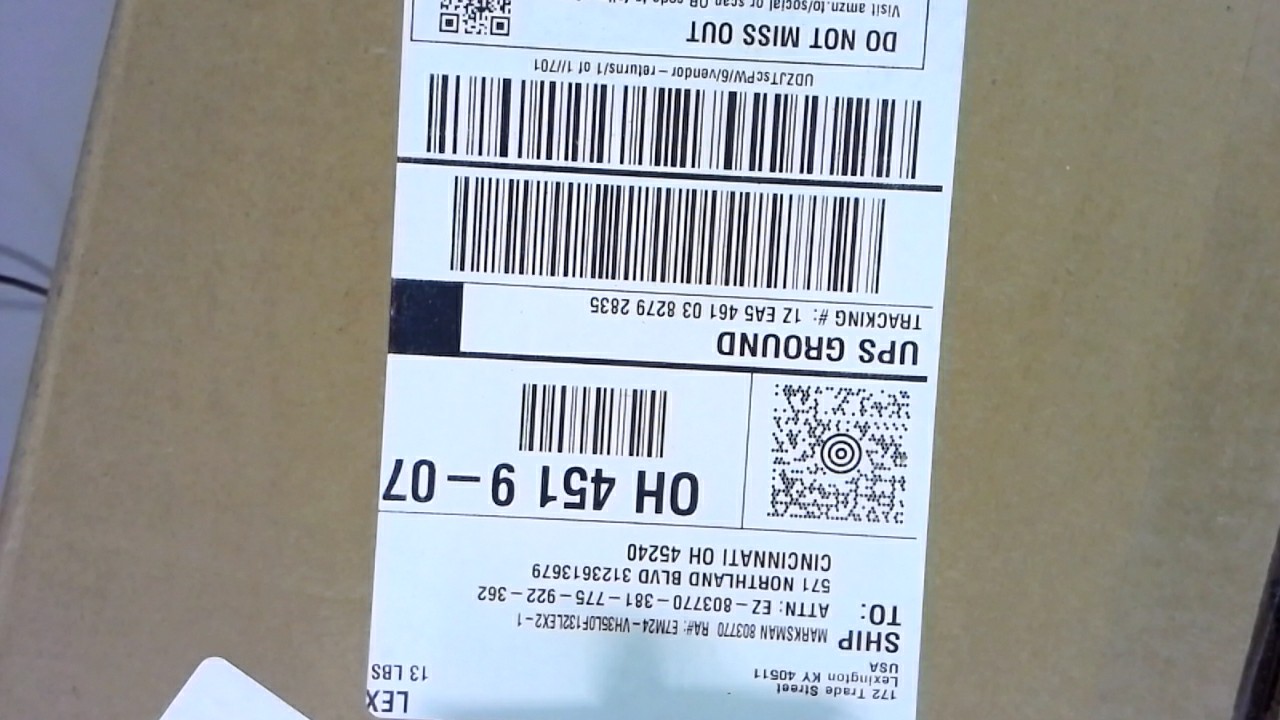 LEX
172 Trade Street
Lexington KY 40511
USA
13 LBS
SHIP TO:
MARKSMAN 803770 RA#: E7M24-VH35L0F132LEX2-1
ATTN: EZ-803770-381-775-922-362
571 NORTHLAND BLVD 3123613679
CINCINNATI OH 45240
OH 451 9-07
UPS GROUND
TRACKING #: 1Z EA5 461 03 8279 2835
UDZJTscPW/6/vendor-returns/1 of 1//701
DO NOT MISS OUT
Visit amzn.to/social or scan QR code to